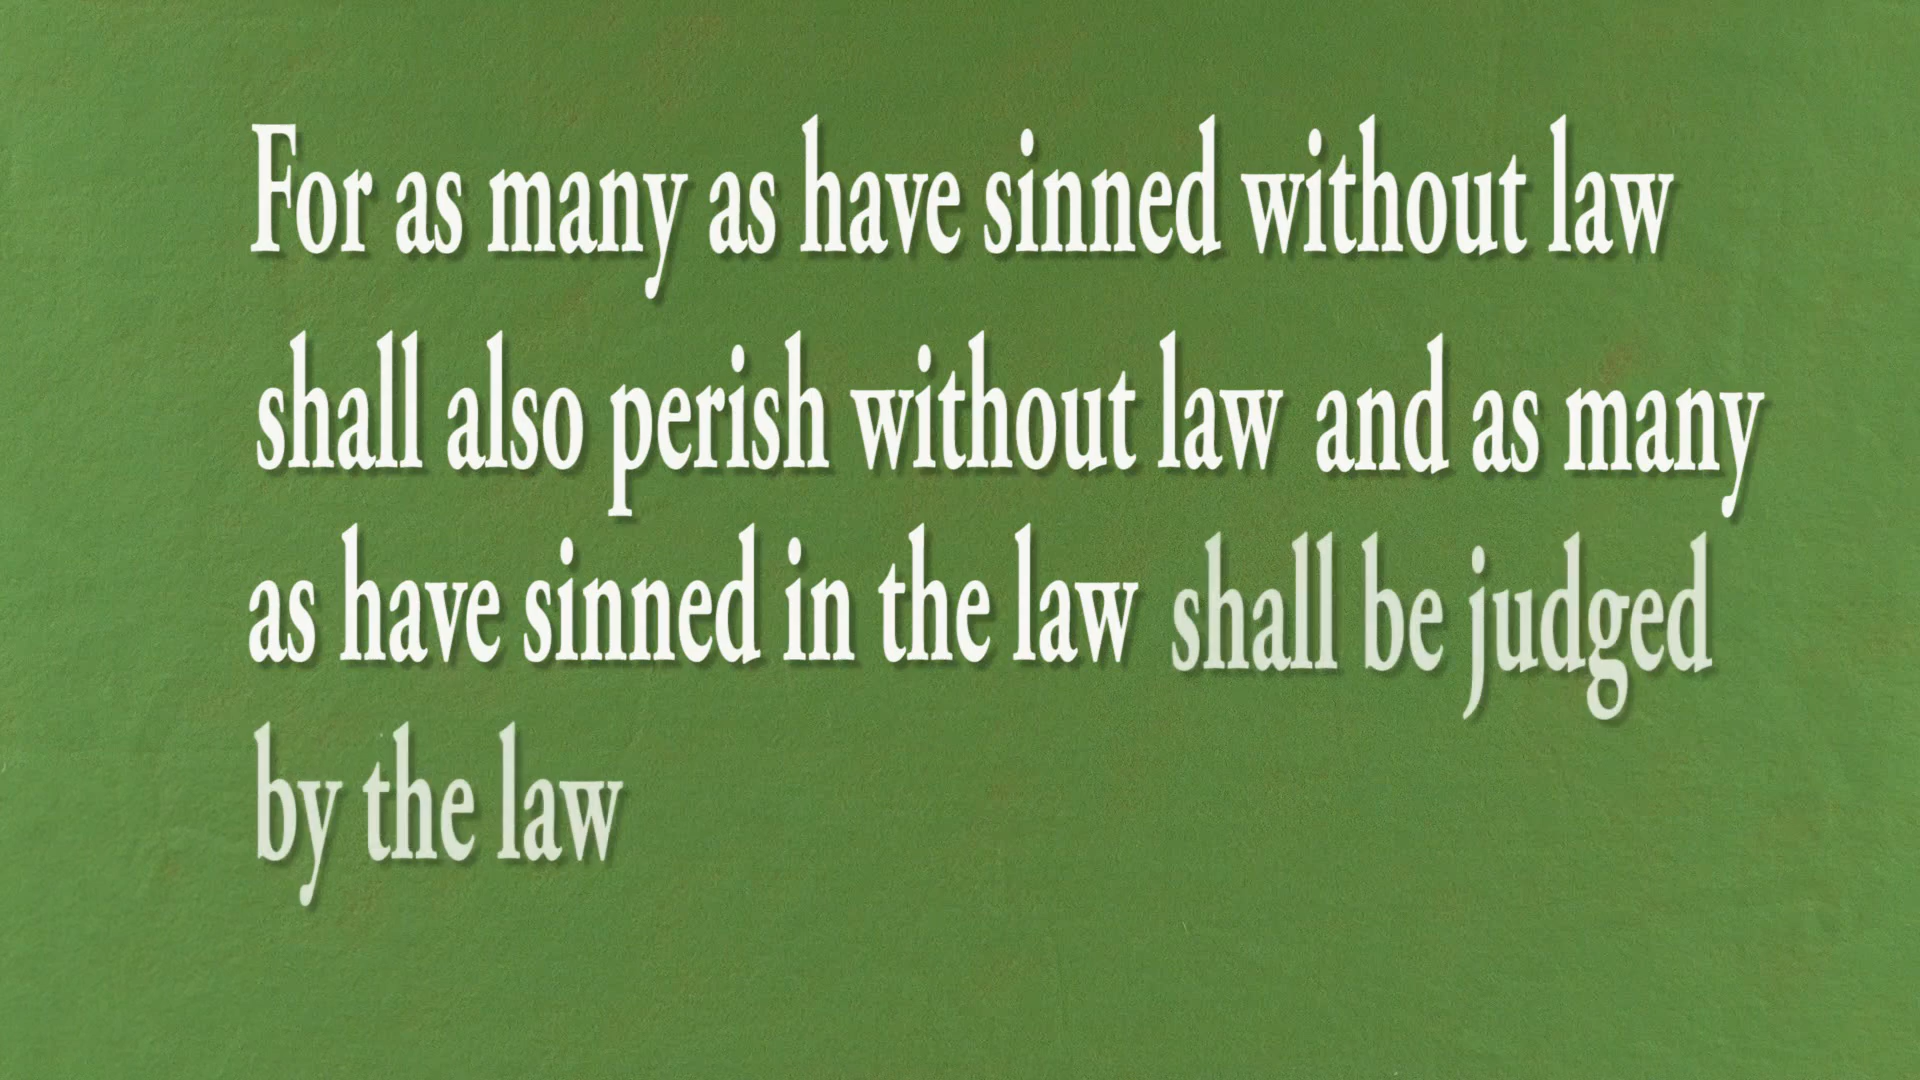 For as many as have sinned without law
shall also perish without law and as many
as have sinned in the law shall be judged
by the law